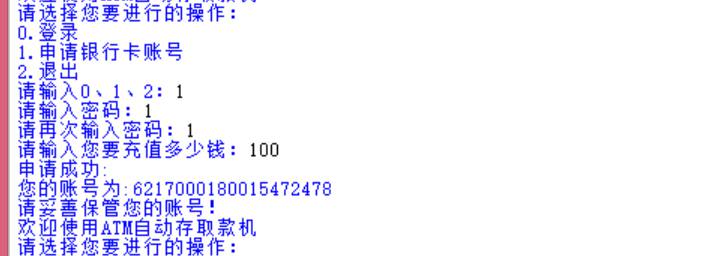 请选择您要进行的操作：
0.登录
1.申请银行卡账号
2.退出
请输入0、1、2：1
请输入密码：1
请再次输入密码：1
请输入您要充值多少钱：100
申请成功:
您的账号为:6217000180015472478
请妥善保管您的账号!
欢迎使用ATM自动存取款机
请选择您要进行的操作：